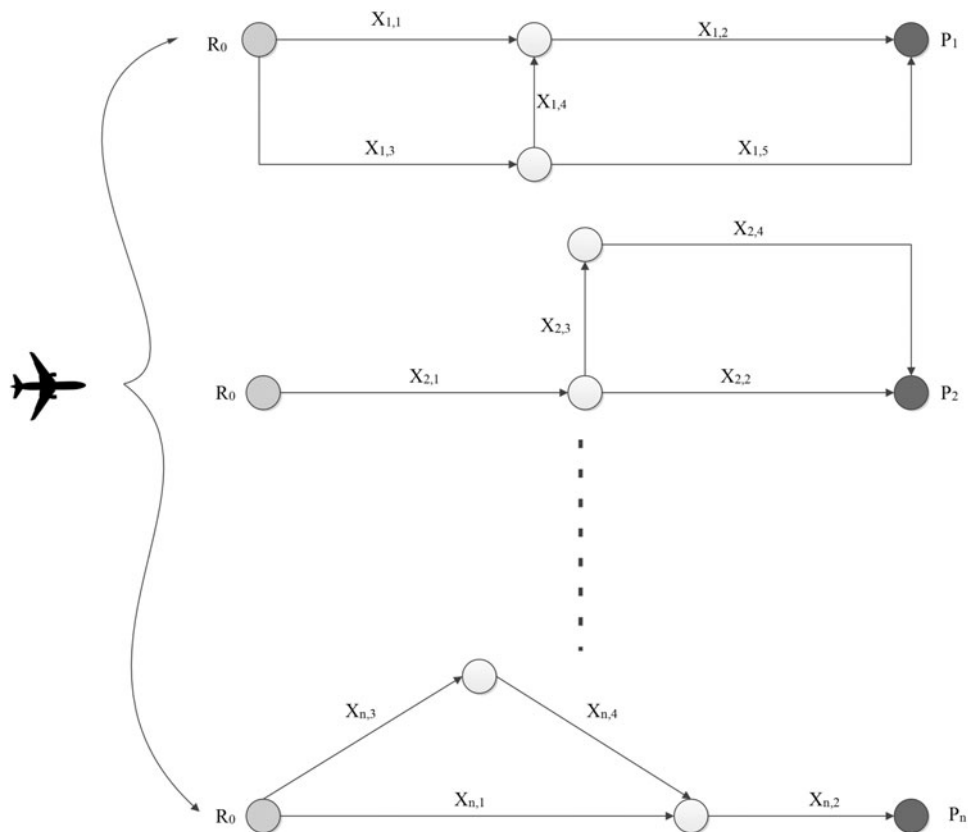 R0 X1,1 X1,2 P1
X1,4
X1,3 X1,5
X2,4
X2,3
R0 X2,1 X2,2 P2
Xn,3 Xn,4
R0 Xn,1 Xn,2 Pn